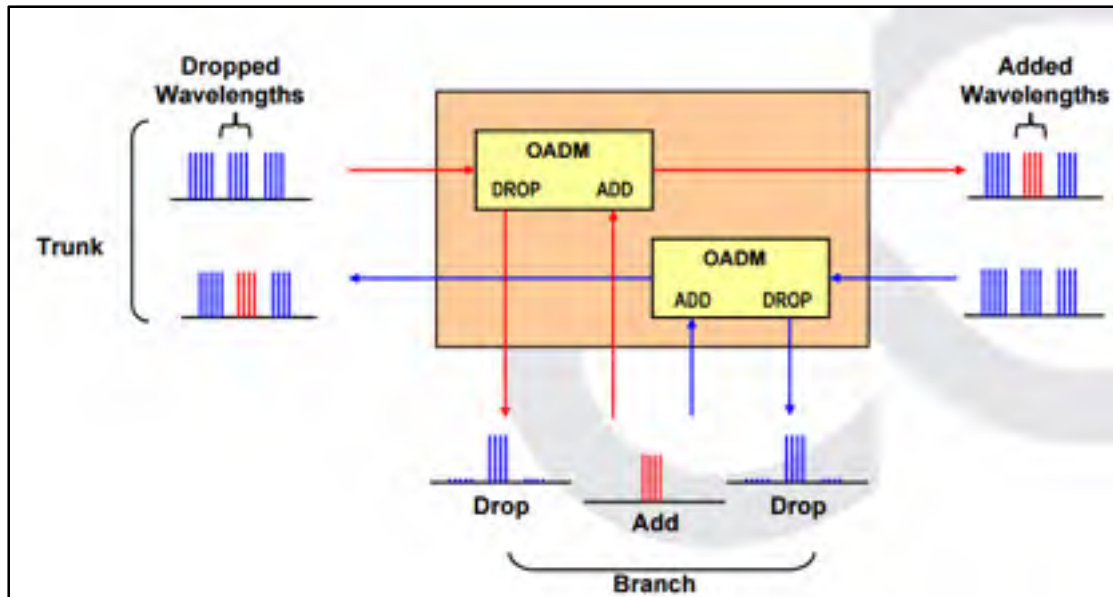 Dropped
Wavelengths
Added
Wavelengths
OADM
DROP ADD
Trunk
OADM
ADD DROP
Drop
Add
Drop
Branch